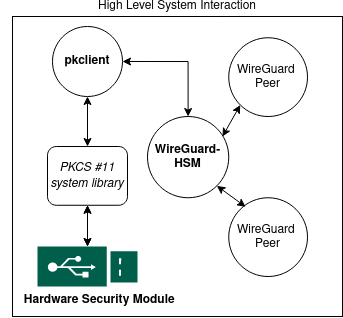 High Level System Interaction
pkclient
WireGuard
Peer
PKCS #11
system library
WireGuard-
HSM
WireGuard
Peer
Hardware Security Module